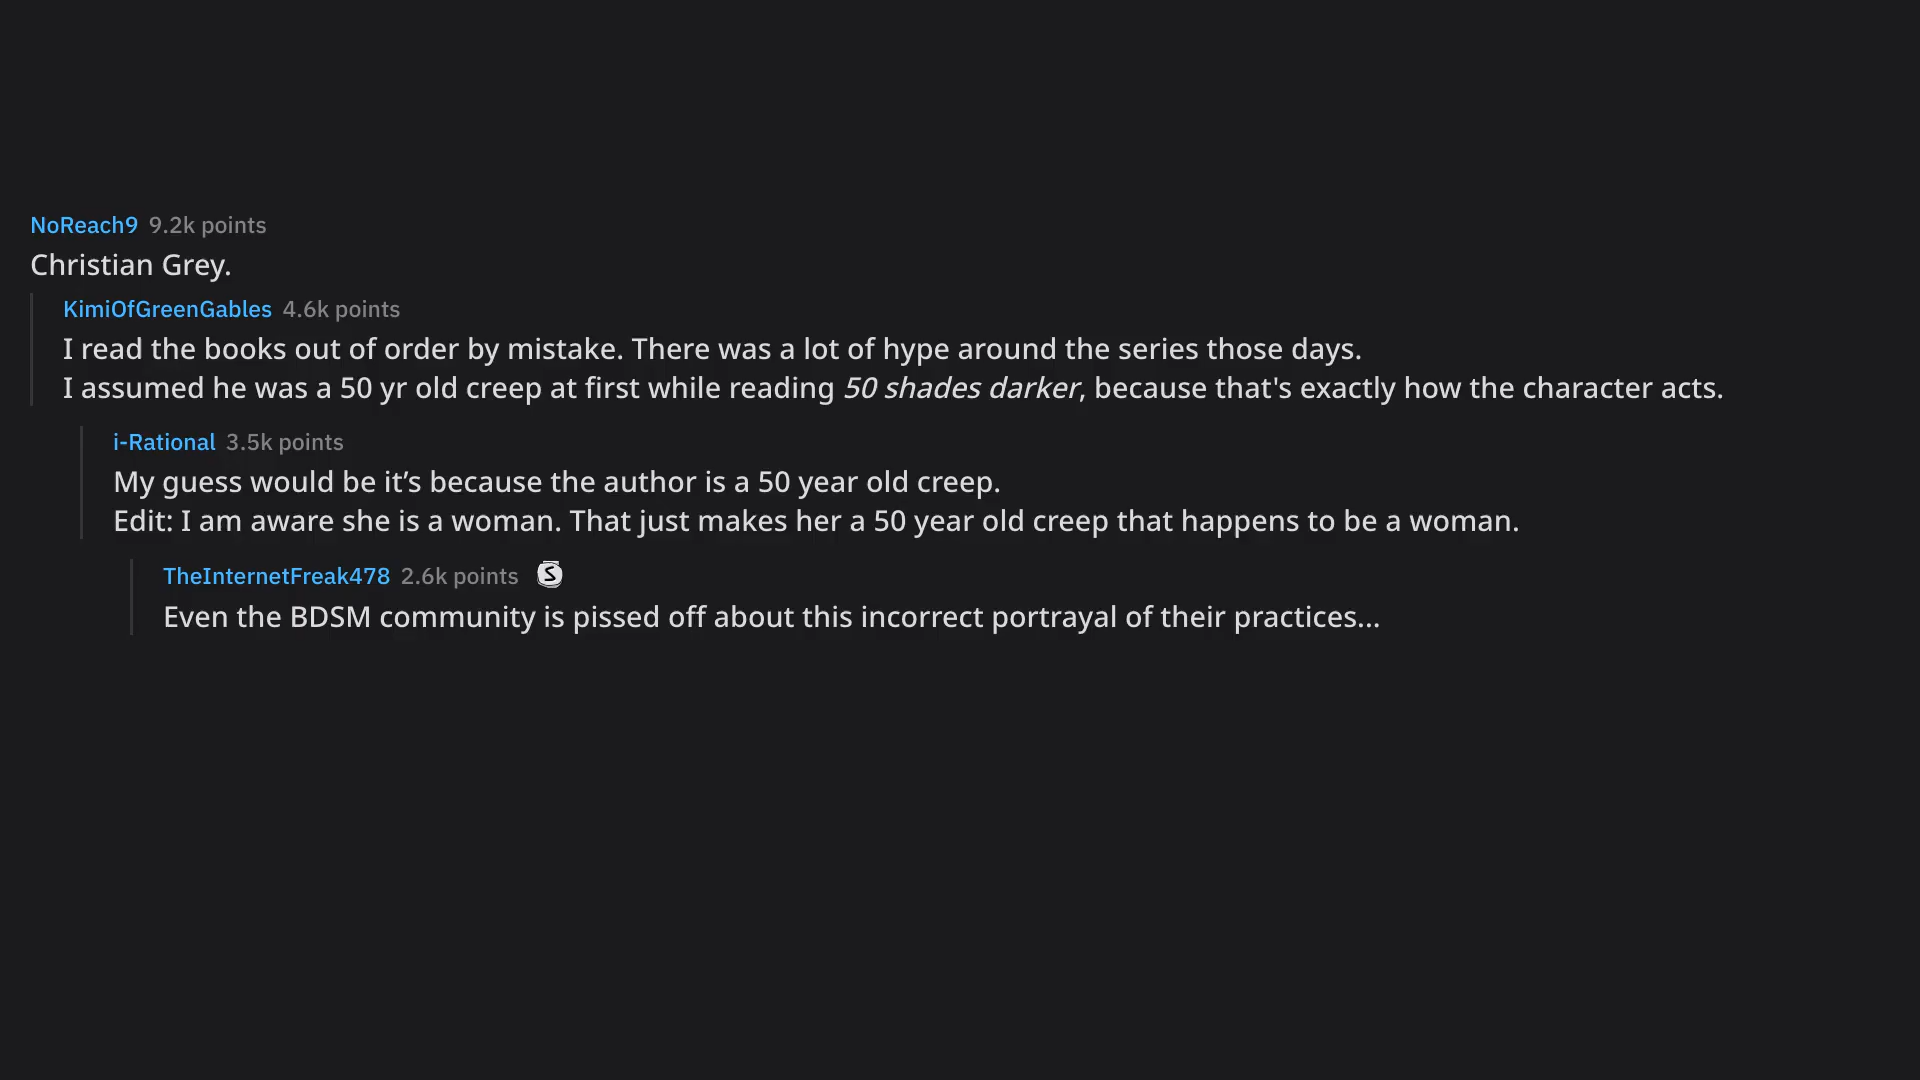 NoReach9 9.2k points
Christian Grey.
KimiOfGreenGables 4.6k points
I read the books out of order by mistake. There was a lot of hype around the series those days.
I assumed he was a 50 yr old creep at first while reading 50 shades darker, because that's exactly how the character acts.
i-Rational 3.5k points
My guess would be it’s because the author is a 50 year old creep.
Edit: I am aware she is a woman. That just makes her a 50 year old creep that happens to be a woman.
TheInternetFreak478 2.6k points S
Even the BDSM community is pissed off about this incorrect portrayal of their practices...